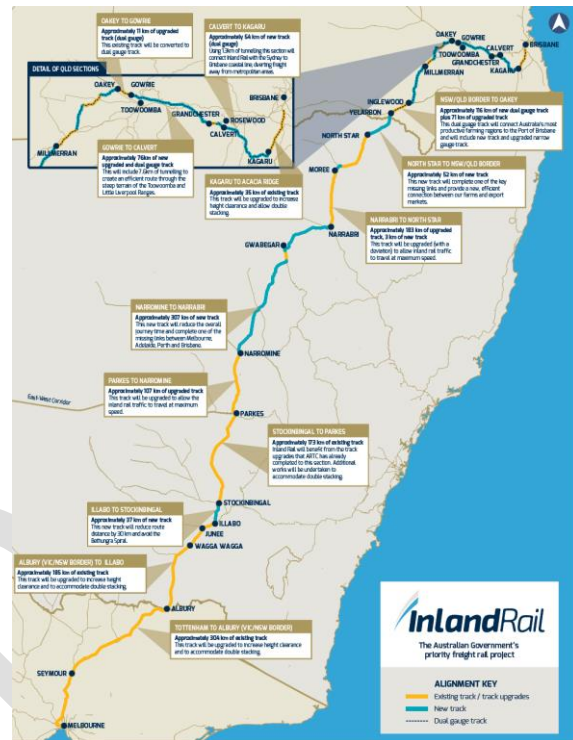 OAKEY TO GOWRIE
Approximately 11 km of upgraded
track (dual gauge)
This existing track will be converted to
dual gauge track.
CALVERT TO KAGARU
Approximately 54 km of new track
(dual gauge)
Using 1.3km of tunnelling this section will
connect Inland Rail with the Sydney to
Brisbane coastal line, diverting freight
away from metropolitan areas.
DETAIL OF QLD SECTIONS
OAKEY
GOWRIE
TOOWOOMBA
GRANDCHESTER
ROSEWOOD
CALVERT
BRISBANE
KAGARU
MILLMERRAN
GOWRIE TO CALVERT
Approximately 76km of new
upgraded and dual gauge track
This will include 7.6km of tunnelling to
create an efficient route through the
steep terrain of the Toowoomba and
Little Liverpool Ranges.
KAGARU TO ACACIA RIDGE
Approximately 35 km of existing track
This track will be upgraded to increase
height clearance and allow double
stacking.
OAKEY
GOWRIE
TOOWOOMBA
CALVERT
BRISBANE
GRANDCHESTER
MILLMERRAN
KAGARU
INGLEWOOD
YELARBON
NORTH STAR
MOREE
NARRABRI
GWABEGAR
NSW/QLD BORDER TO OAKEY
new dual gauge track
plus 71 km of upgraded track
This dual gauge track will connect Australia's most
productive farming regions to the Port of Brisbane
and will include new track and upgraded narrow
gauge track.
NORTH STAR TO NSW/QLD BORDER
Approximately 52 km of new track
This new track will complete one of the key
missing links and provide a new, efficient
connection between our farms and export
markets.
NARRABRI TO NORTH STAR
Approximately 183 km of upgraded
track, 3 km of new track
This track will be upgraded (with a
deviation) to allow inland rail traffic
to travel at maximum speed.
NARROMINE TO NARRABRI
Approximately 307 km of new track
This new track will reduce the overall
journey time and complete one of the
missing links between Melbourne,
Adelaide, Perth and Brisbane.
NARROMINE
PARKES TO NARROMINE
Approximately 107 km of upgraded track
This track will be upgraded to allow the
inland rail traffic to travel at maximum
speed.
East-West Corridor
PARKES
STOCKINBINGAL TO PARKES
Approximately 173 km of existing track
Inland Rail will benefit from the track
upgrades that ARTC has already
completed to this section. Additional
works will be undertaken to
accommodate double stacking.
STOCKINBINGAL
ILLABO TO STOCKINBINGAL
Approximately 37 km of new track
This new track will reduce route
distance by 30 km and avoid the
Bethungra Spiral.
ILLABO
JUNEE
WAGGA WAGGA
ALBURY (VIC/NSW BORDER) TO ILLABO
Approximately 185 km of existing track
This track will be upgraded to increase height
clearance and to accommodate double stacking.
ALBURY
TOTTENHAM TO ALBURY (VIC/NSW BORDER)
Approximately 304 km of existing track
This track will be upgraded to increase height clearance
and to accommodate double stacking.
SEYMOUR
MELBOURNE
InlandRail
The Australian Government's
priority freight rail project
ALIGNMENT KEY
Existing track / track upgrades
New track
Dual gauge track